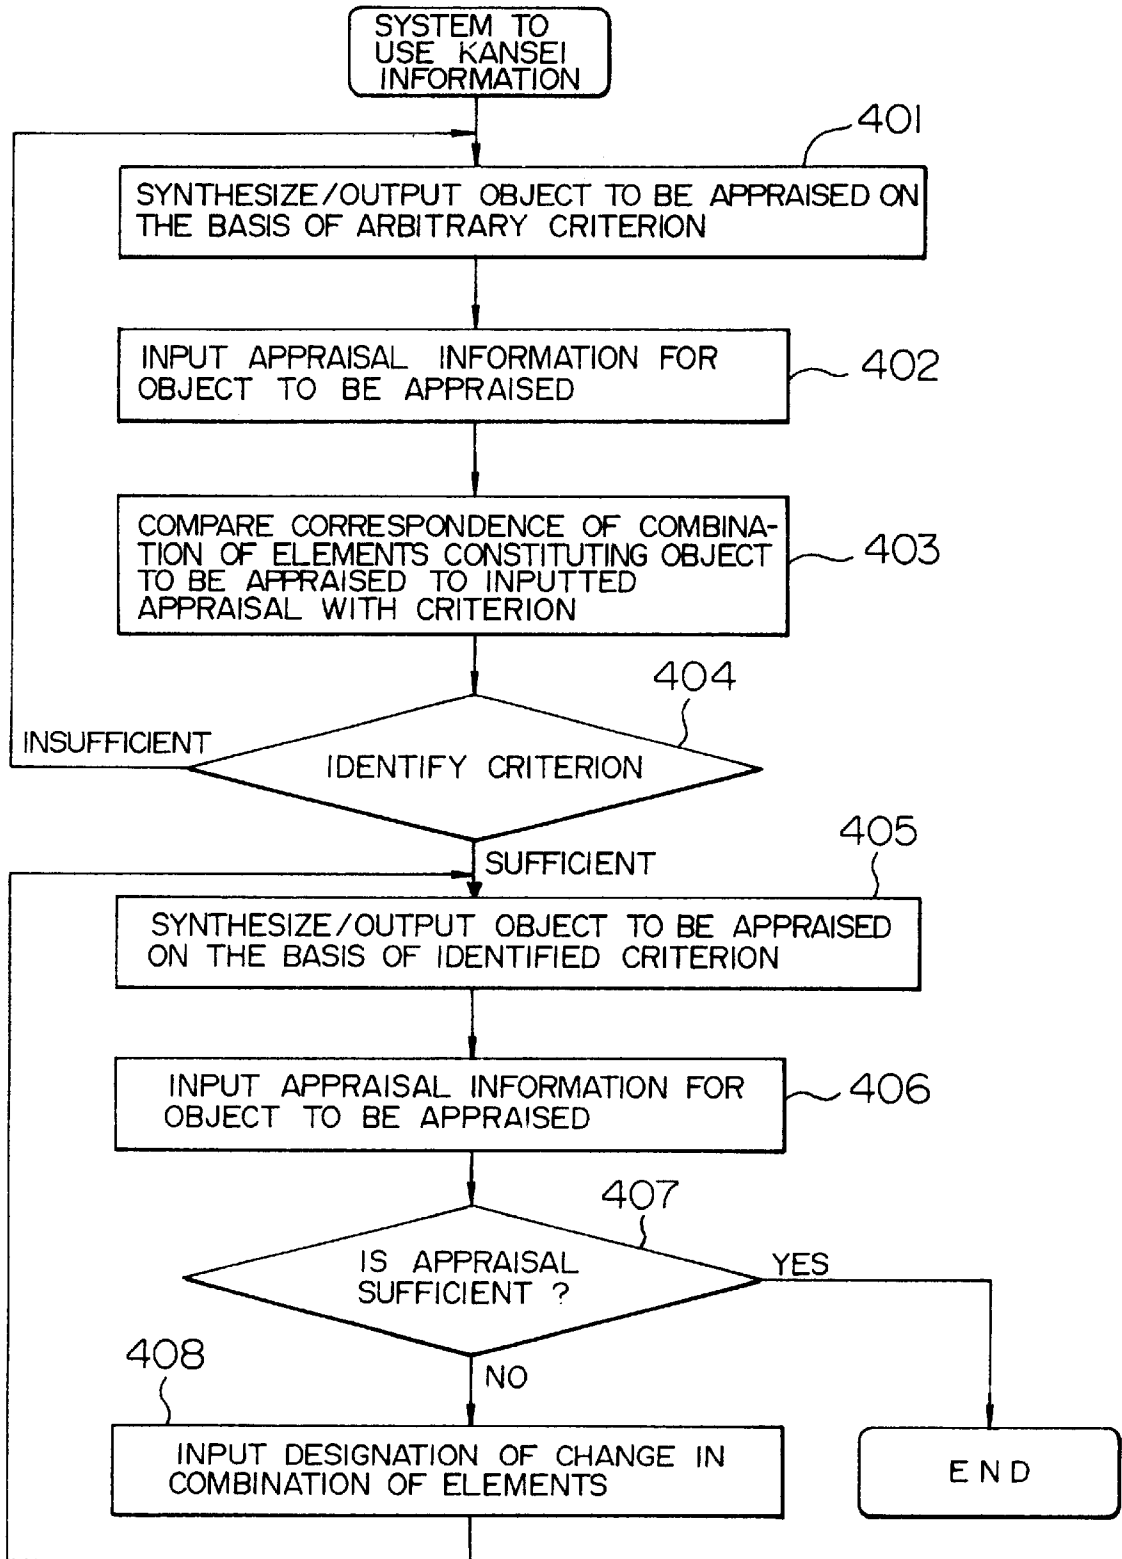 SYSTEM TO
USE KANSEI
INFORMATION
401
SYNTHESIZE/OUTPUT OBJECT TO BE APPRAISED ON
THE BASIS OF ARBITRARY CRITERION
INPUT APPRAISAL INFORMATION FOR
OBJECT TO BE APPRAISED
402
COMPARE CORRESPONDENCE OF COMBINA-
TION OF ELEMENTS CONSTITUTING OBJECT
TO BE APPRAISED TO INPUTTED
APPRAISAL WITH CRITERION
403
404
INSUFFICIENT
IDENTIFY CRITERION
SUFFICIENT
405
SYNTHESIZE/OUTPUT OBJECT TO BE APPRAISED
ON THE BASIS OF IDENTIFIED CRITERION
INPUT APPRAISAL INFORMATION FOR
OBJECT TO BE APPRAISED
406
407
IS APPRAISAL
SUFFICIENT ?
YES
NO
408
INPUT DESIGNATION OF CHANGE IN
COMBINATION OF ELEMENTS
END